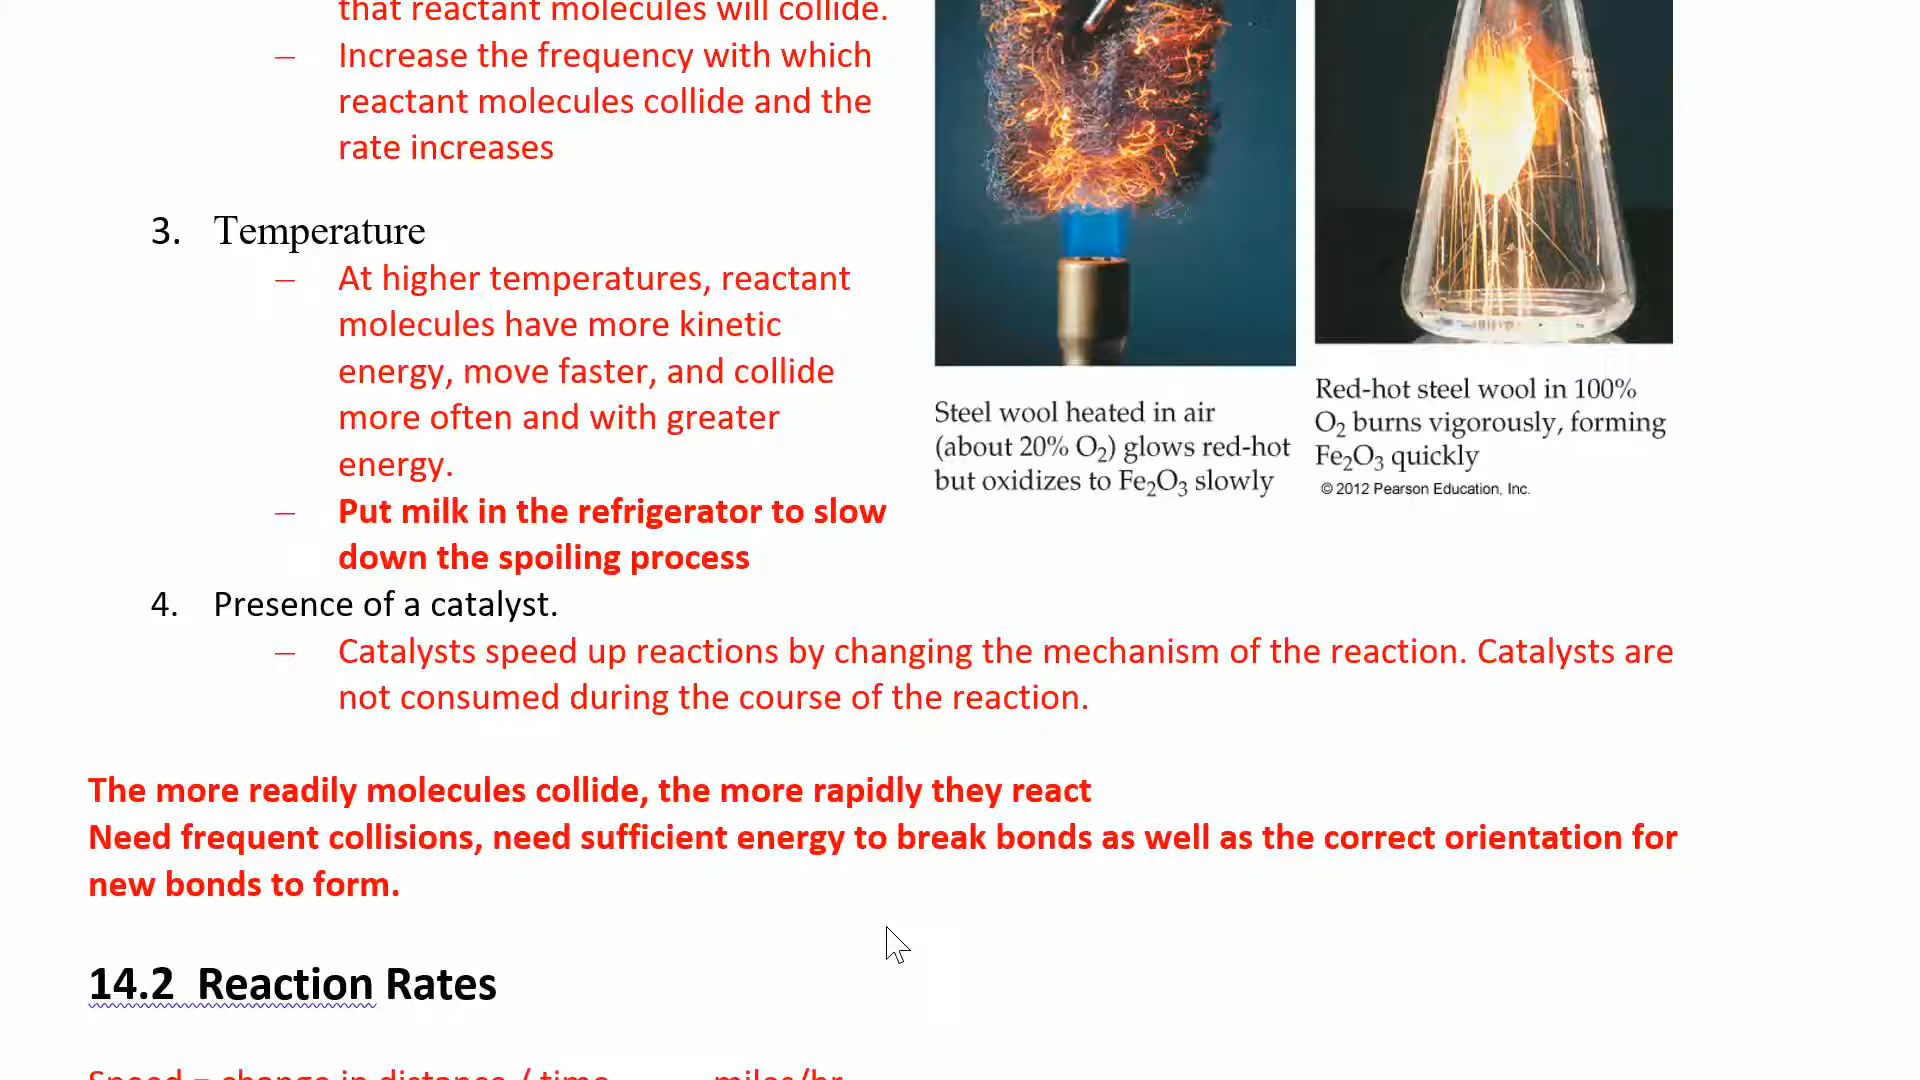 that reactant molecules will collide.
– Increase the frequency with which
reactant molecules collide and the
rate increases
3. Temperature
– At higher temperatures, reactant
molecules have more kinetic
energy, move faster, and collide
more often and with greater
energy.
– Put milk in the refrigerator to slow
down the spoiling process
Steel wool heated in air
(about 20% O₂) glows red-hot
but oxidizes to Fe₂O₃ slowly
Red-hot steel wool in 100%
O₂ burns vigorously, forming
Fe₂O₃ quickly
© 2012 Pearson Education, Inc.
4. Presence of a catalyst.
– Catalysts speed up reactions by changing the mechanism of the reaction. Catalysts are
not consumed during the course of the reaction.
The more readily molecules collide, the more rapidly they react
Need frequent collisions, need sufficient energy to break bonds as well as the correct orientation for
new bonds to form.
14.2 Reaction Rates
Speed = change in distance / time miles/hr